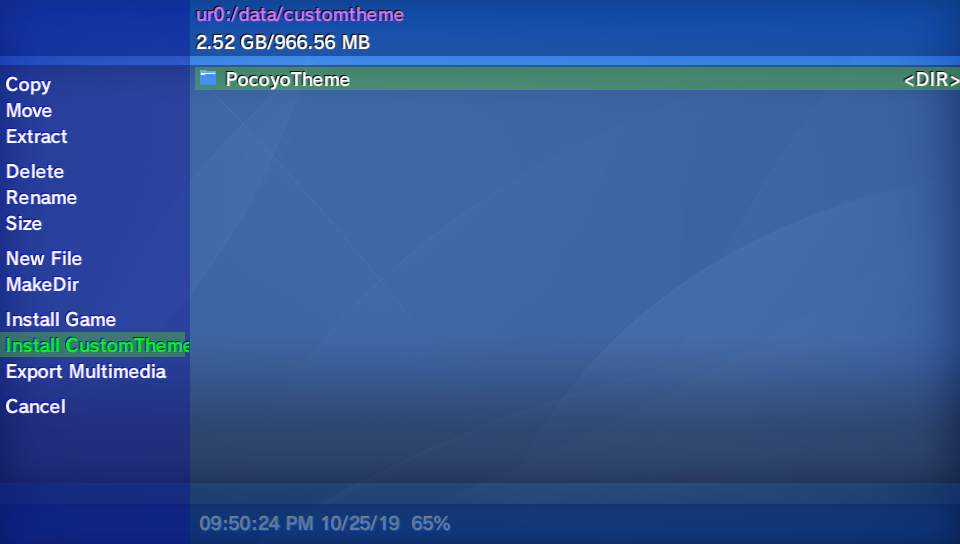 ur0:/data/customtheme
2.52 GB/966.56 MB
PocoyoTheme <DIR>
Copy
Move
Extract
Delete
Rename
Size
New File
MakeDir
Install Game
Install CustomTheme
Export Multimedia
Cancel
09:50:24 PM 10/25/19 65%